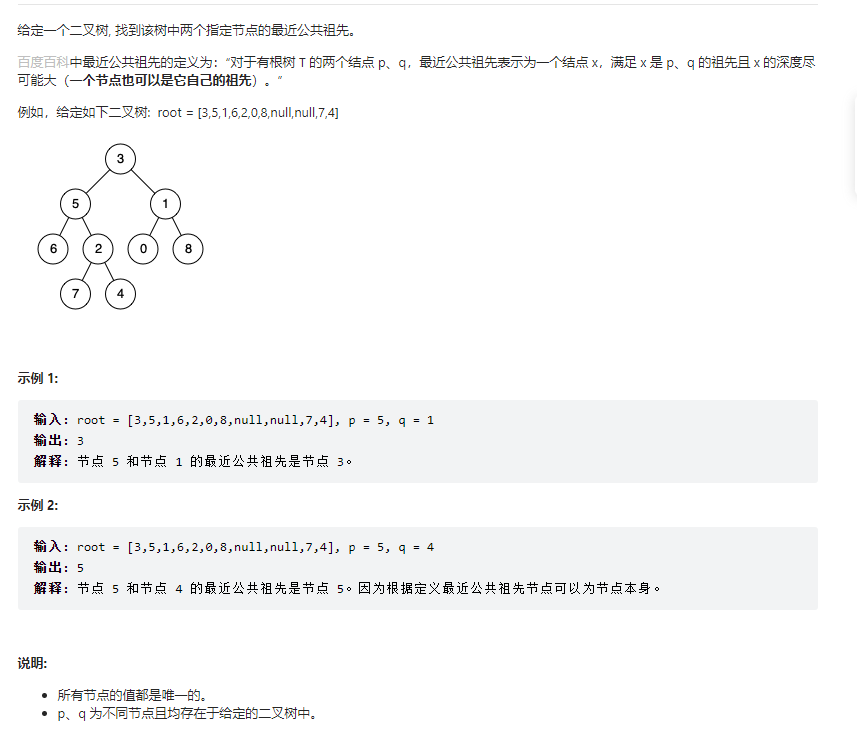 给定一个二叉树, 找到该树中两个指定节点的最近公共祖先。
百度百科中最近公共祖先的定义为：“对于有根树 T 的两个结点 p、q，最近公共祖先表示为一个结点 x，满足 x 是 p、q 的祖先且 x 的深度尽
可能大（一个节点也可以是它自己的祖先）。”
例如，给定如下二叉树:  root = [3,5,1,6,2,0,8,null,null,7,4]
3
5 1
6 2 0 8
7 4
示例 1:
输入: root = [3,5,1,6,2,0,8,null,null,7,4], p = 5, q = 1
输出: 3
解释: 节点 5 和节点 1 的最近公共祖先是节点 3。
示例 2:
输入: root = [3,5,1,6,2,0,8,null,null,7,4], p = 5, q = 4
输出: 5
解释: 节点 5 和节点 4 的最近公共祖先是节点 5。因为根据定义最近公共祖先节点可以为节点本身。
说明:
• 所有节点的值都是唯一的。
• p、q 为不同节点且均存在于给定的二叉树中。